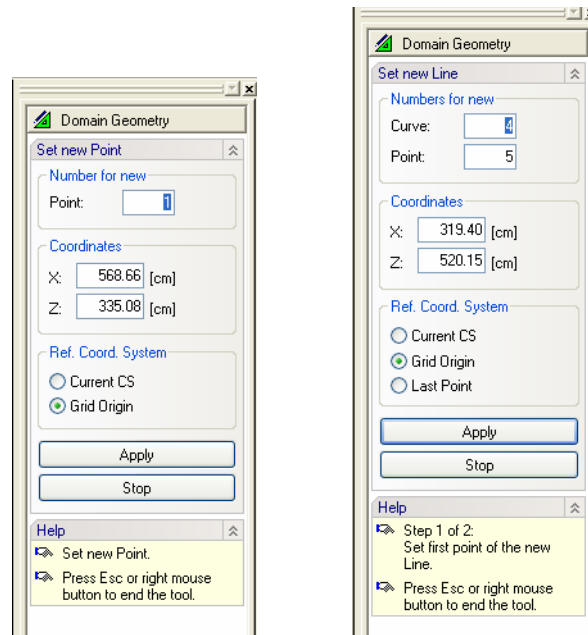 Domain Geometry
Set new Point
Number for new
Point: 1
Coordinates
X: 568.66 [cm]
Z: 335.08 [cm]
Ref. Coord. System
Current CS
Grid Origin
Apply
Stop
Help
Set new Point.
Press Esc or right mouse
button to end the tool.
Domain Geometry
Set new Line
Numbers for new
Curve: 4
Point: 5
Coordinates
X: 319.40 [cm]
Z: 520.15 [cm]
Ref. Coord. System
Current CS
Grid Origin
Last Point
Apply
Stop
Help
Step 1 of 2:
Set first point of the new
Line.
Press Esc or right mouse
button to end the tool.